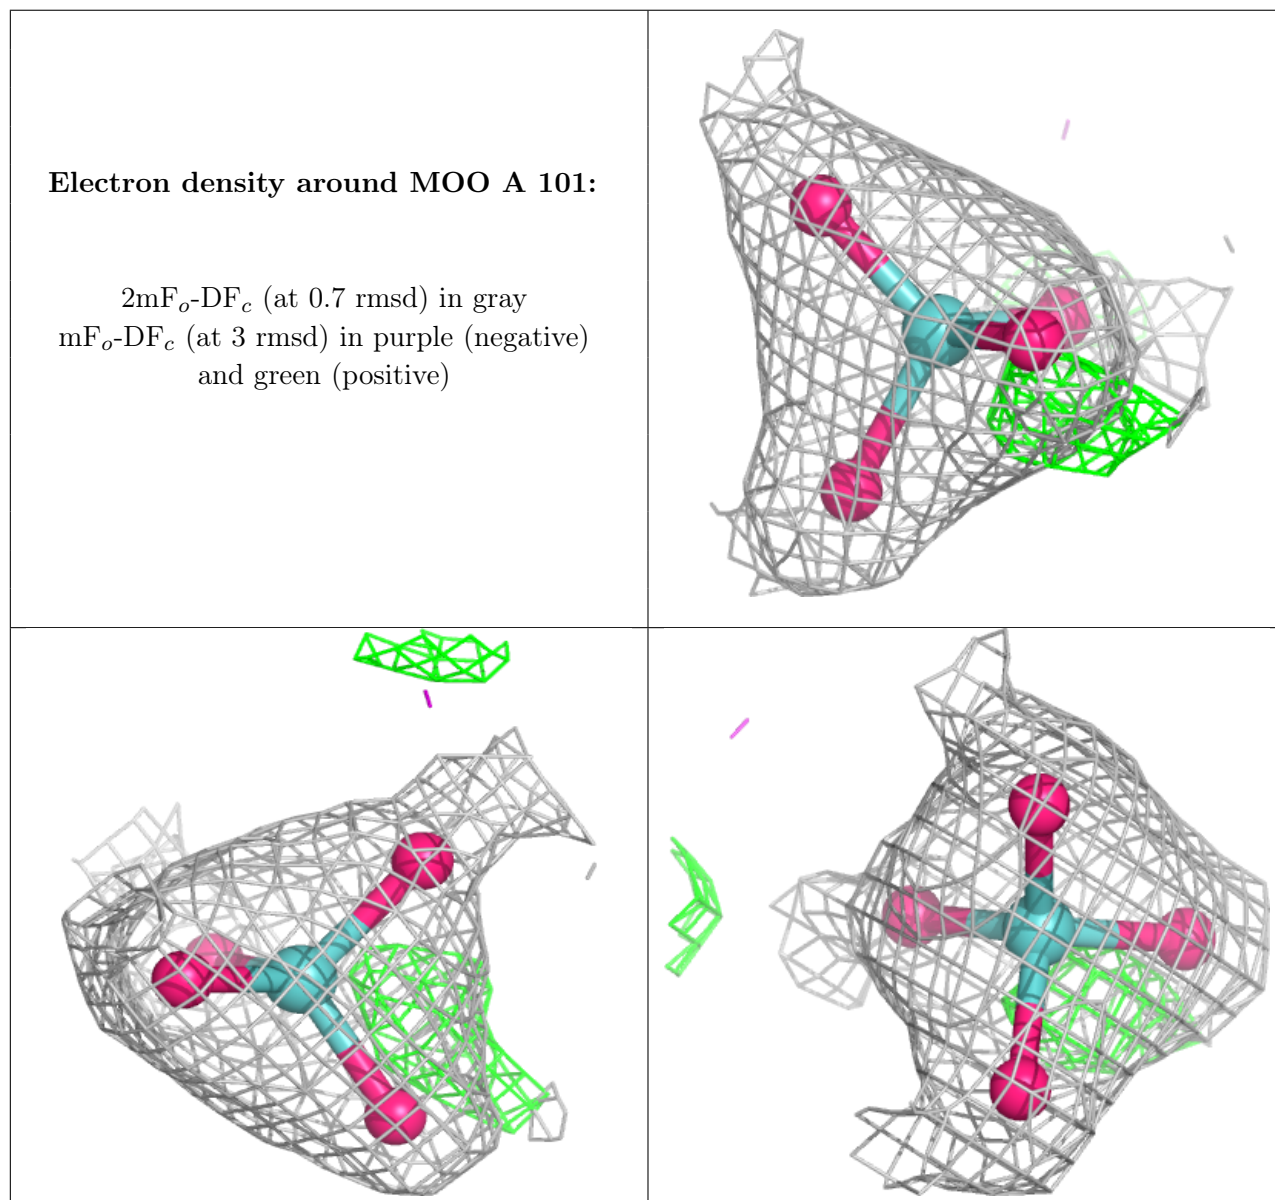 Electron density around MOO A 101:
2mF$_o$-DF$_c$ (at 0.7 rmsd) in gray
mF$_o$-DF$_c$ (at 3 rmsd) in purple (negative)
and green (positive)